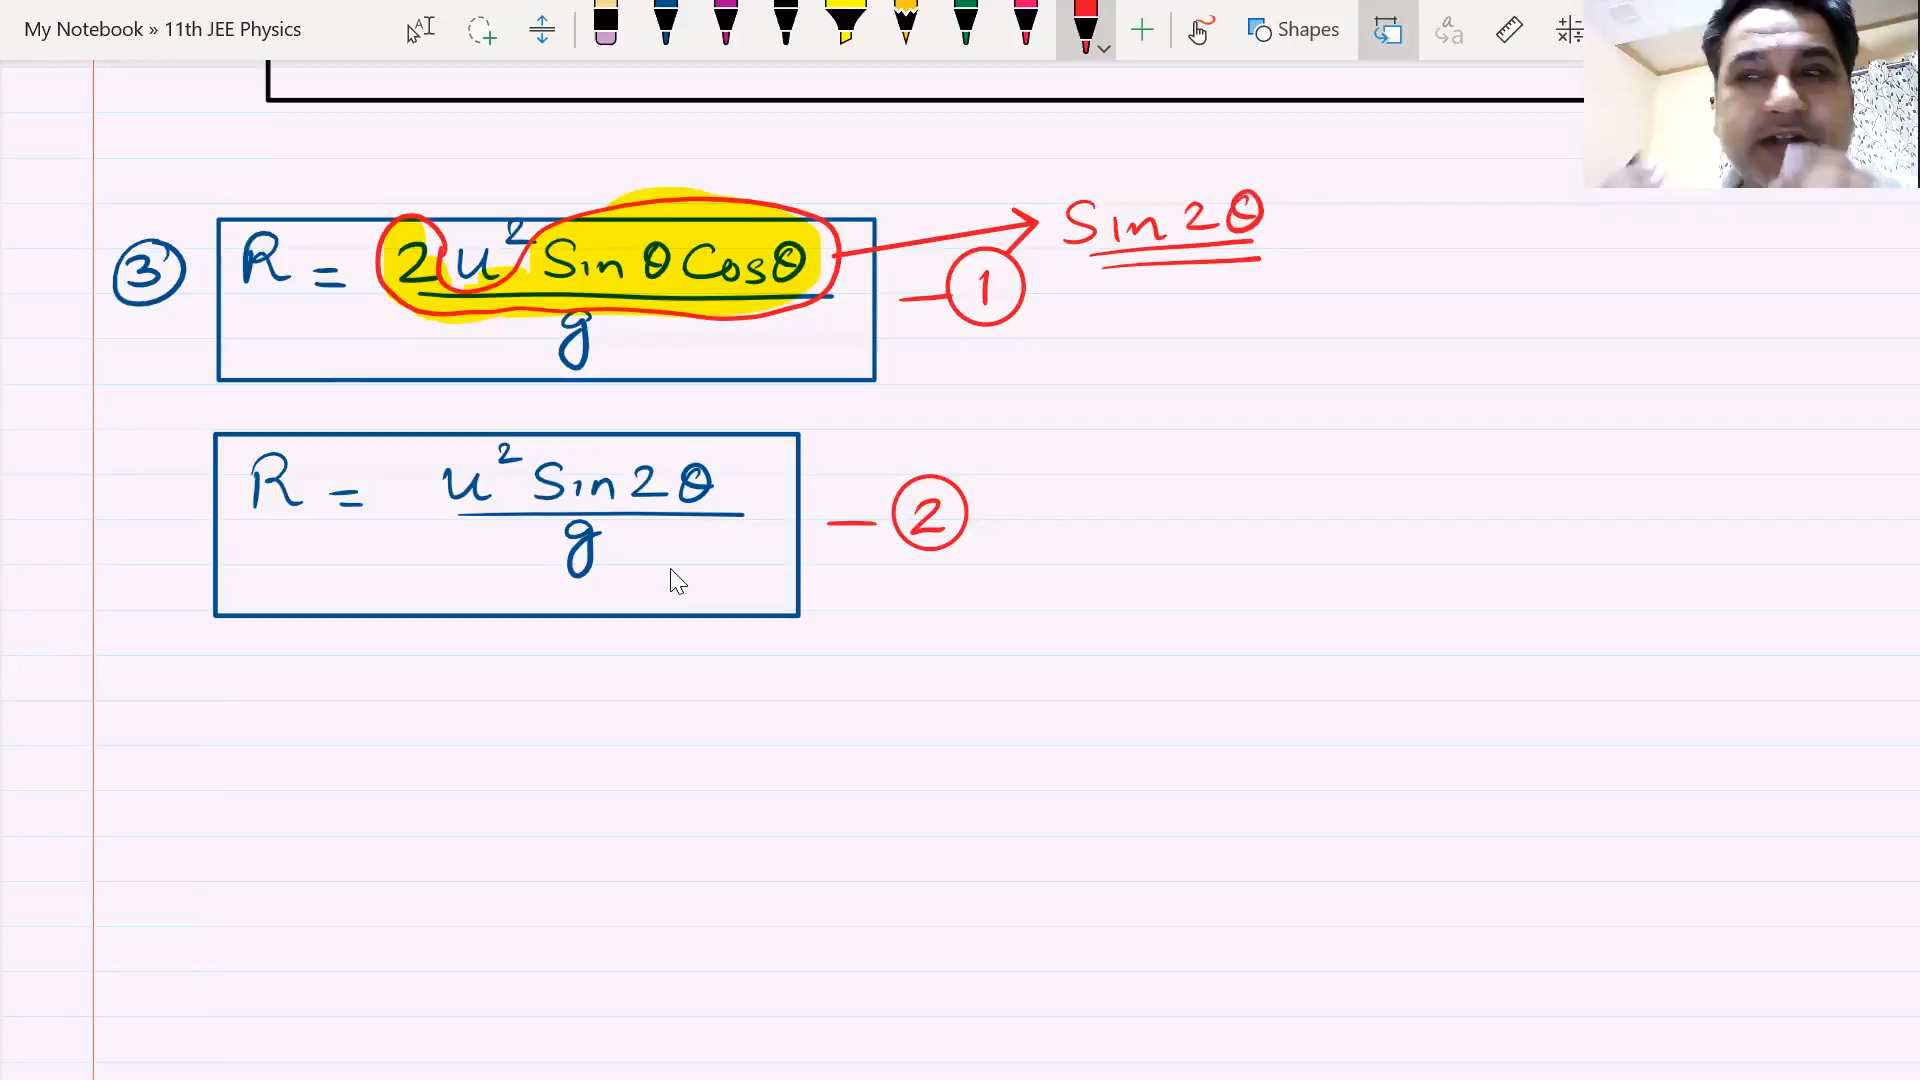 My Notebook » 11th JEE Physics
Shapes
③ R = 2u² Sin θ Cos θ / g — ① → Sin 2θ
R = u² Sin 2θ / g — ②